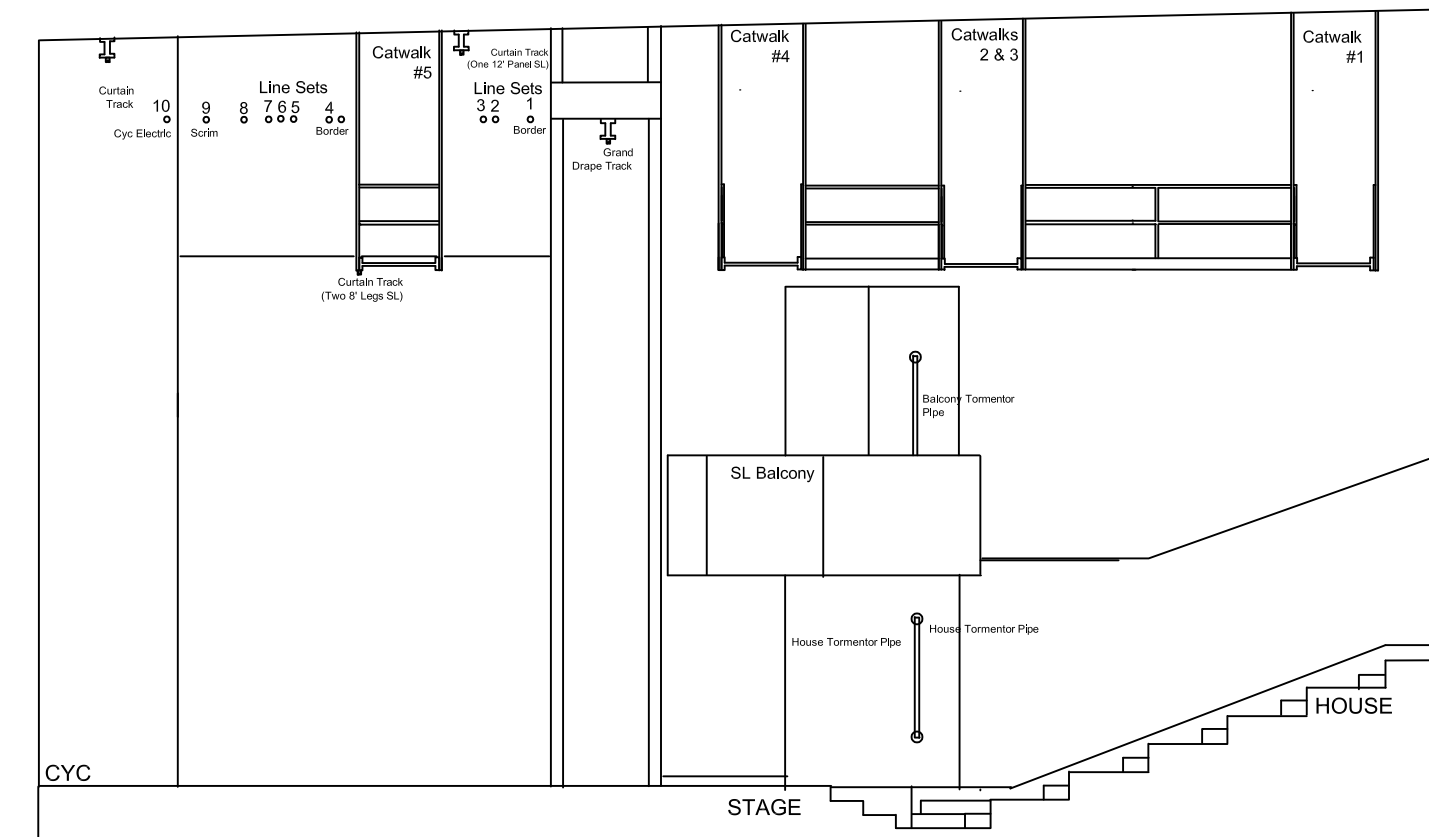 Catwalk
#5
Curtain Track
(One 12' Panel SL)
Catwalk
#4
Catwalks
2 & 3
Catwalk
#1
Curtain
Track
Line Sets
Line Sets
10
9
8
7 6 5
4
3 2
1
Cyc Electric
Scrim
Border
Border
Grand
Drape Track
Curtain Track
(Two 8' Legs SL)
Balcony Tormentor
Pipe
SL Balcony
House Tormentor Pipe
House Tormentor Pipe
HOUSE
CYC
STAGE